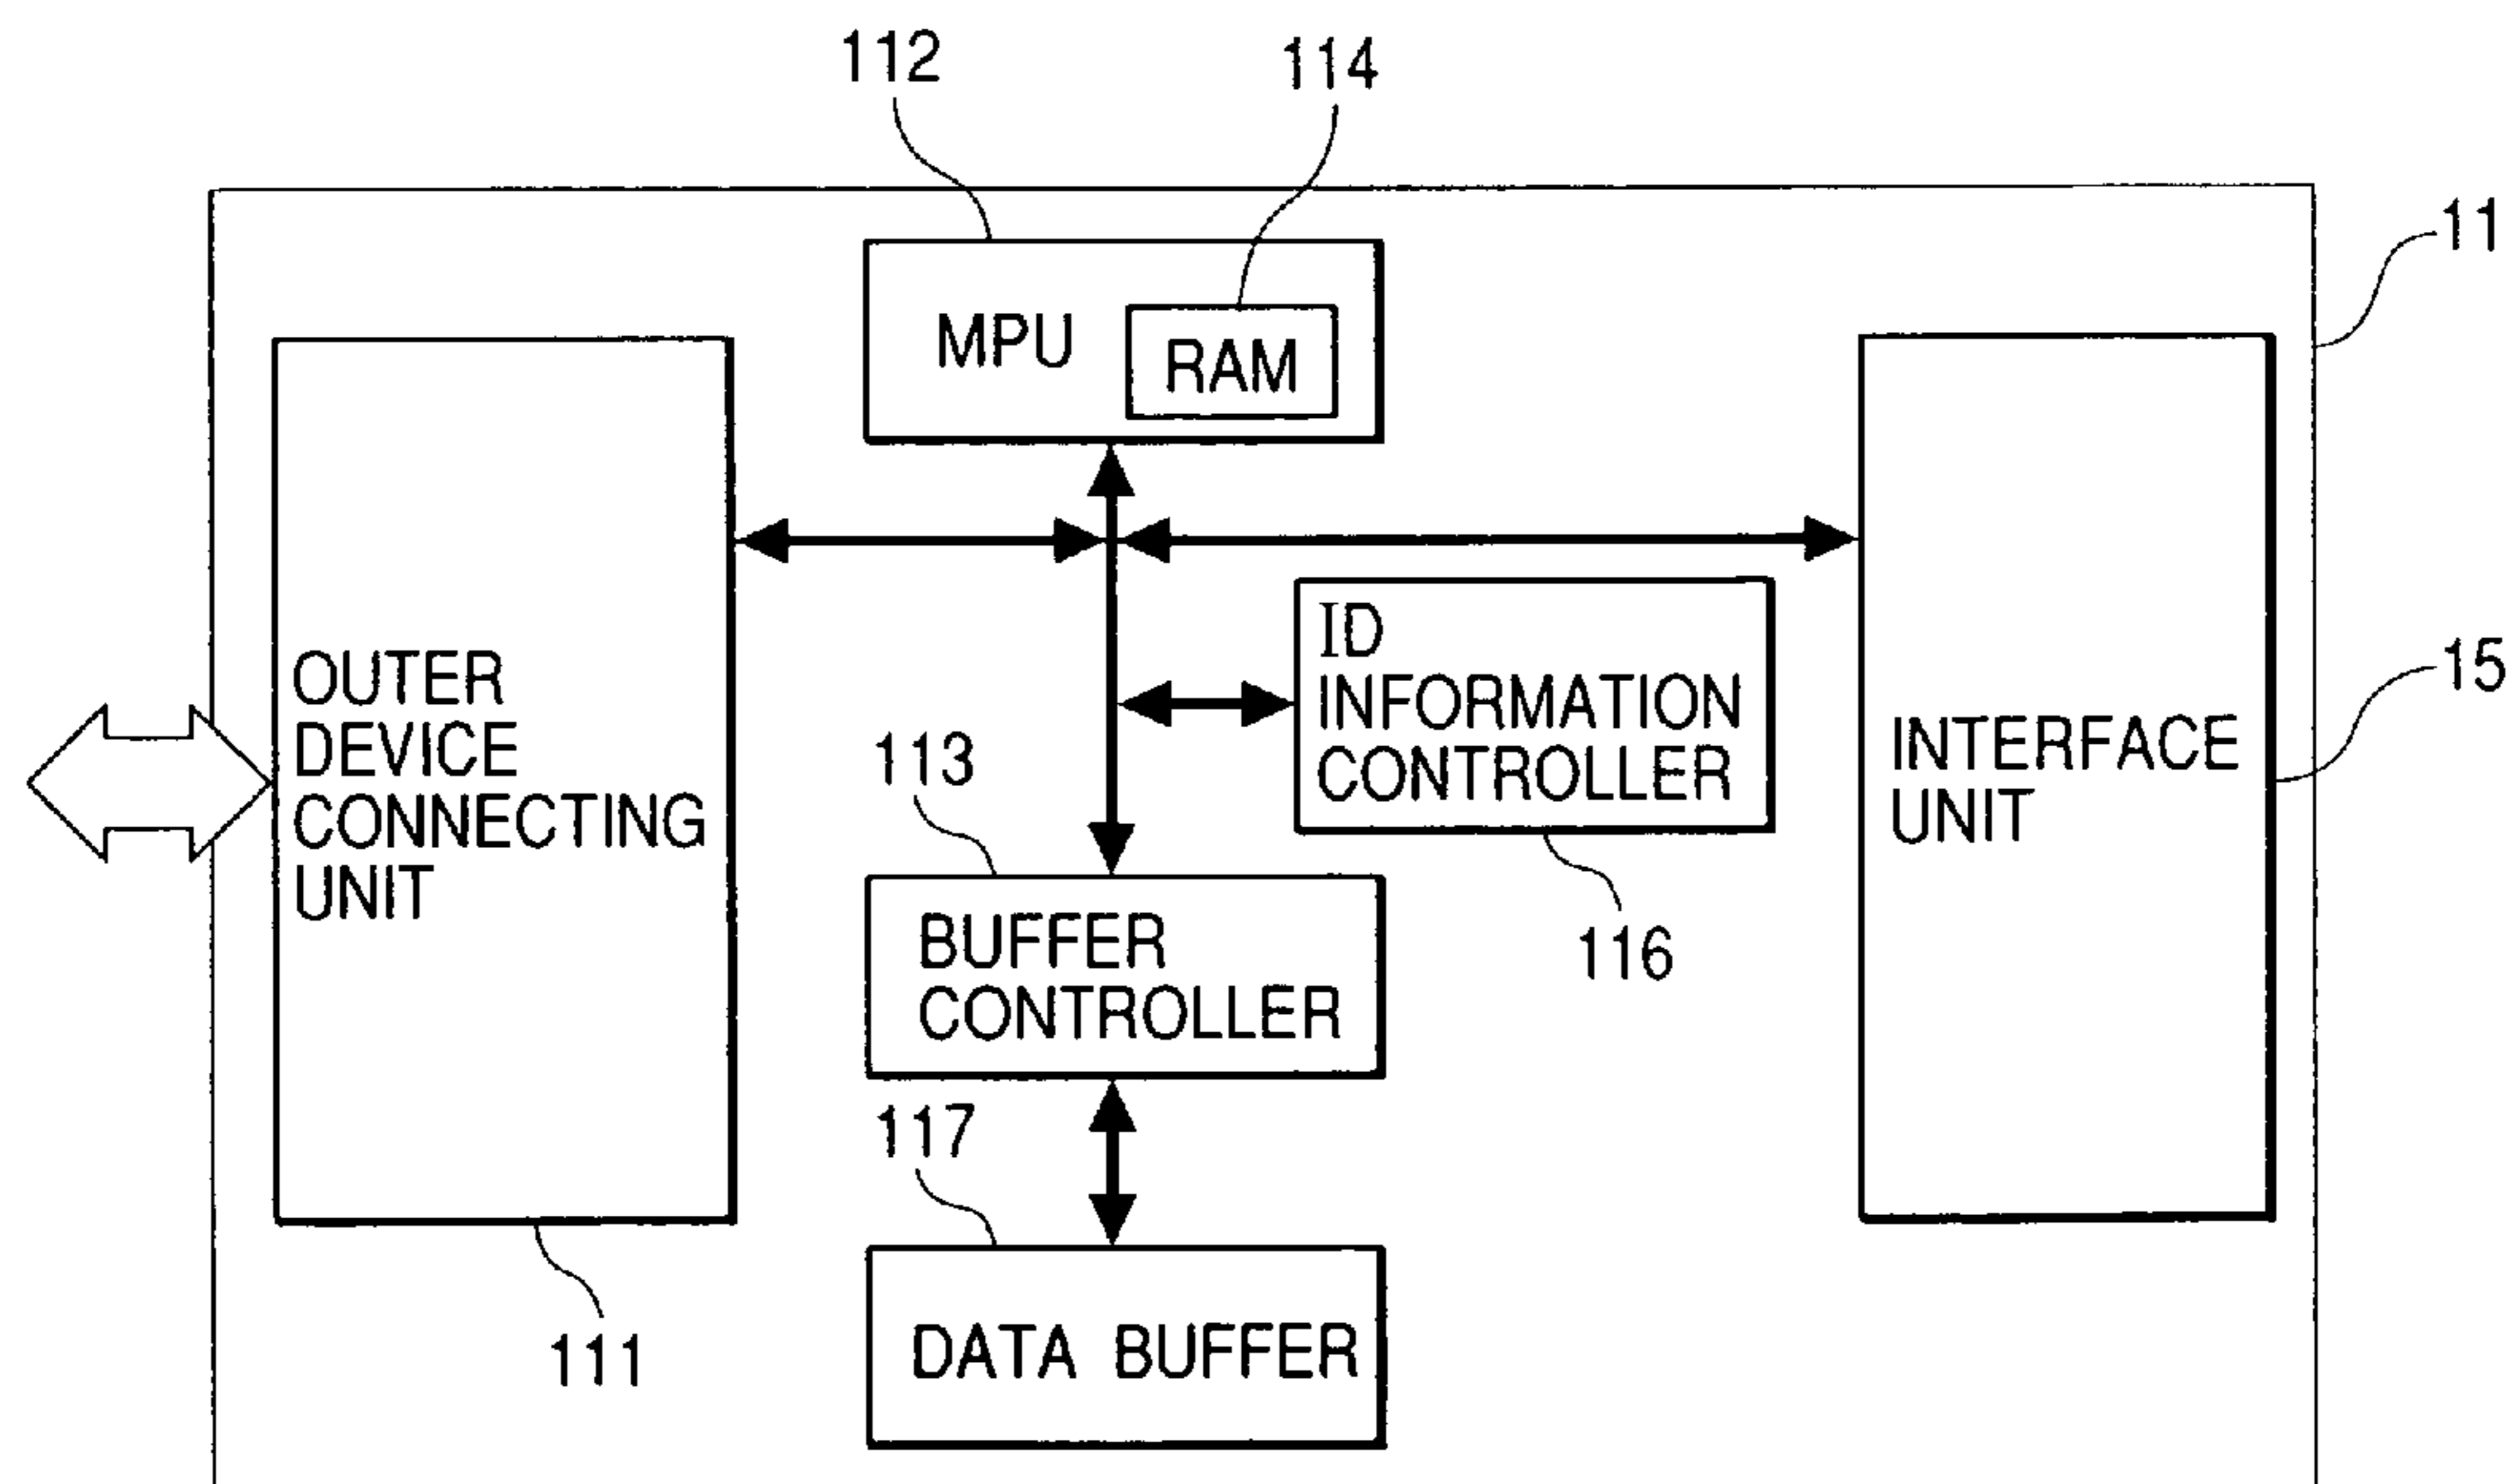 112
114
11
MPU
RAM
OUTER
DEVICE
CONNECTING
UNIT
ID
INFORMATION
CONTROLLER
INTERFACE
UNIT
15
113
116
BUFFER
CONTROLLER
117
111
DATA BUFFER